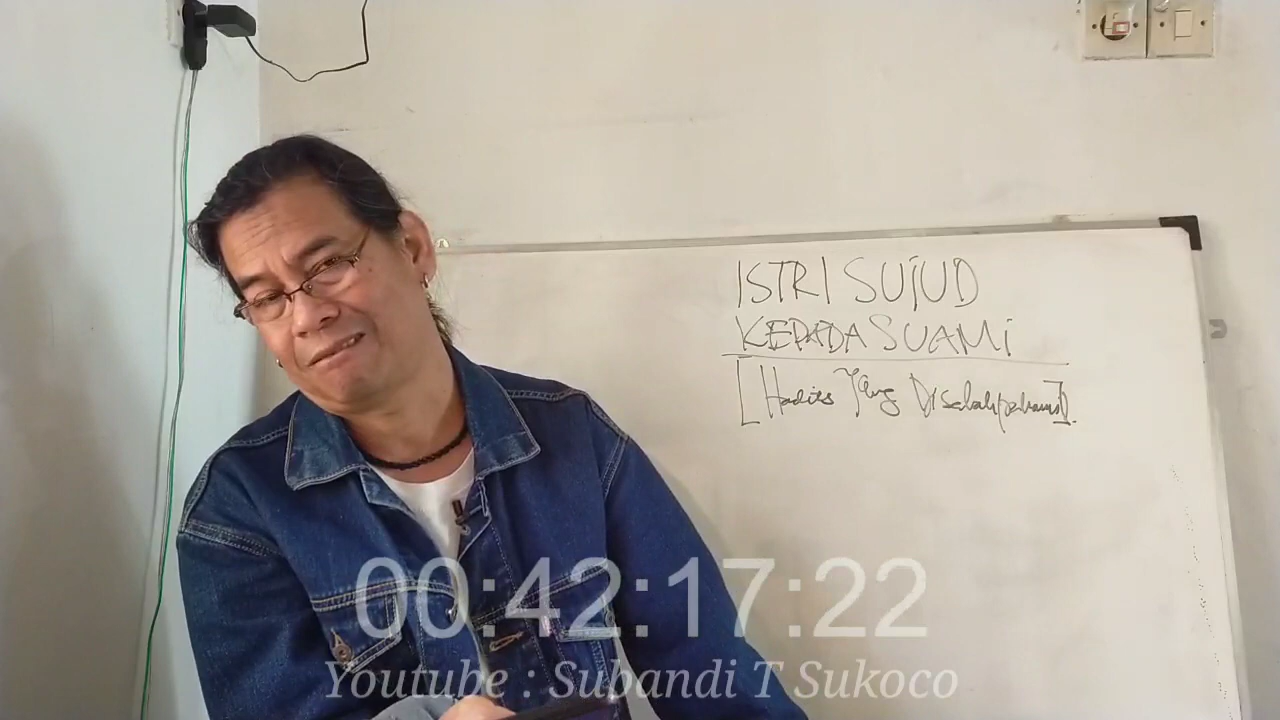 ISTRI SUJUD
KEPADA SUAMi
[Hadits Yang Disalahpahami].
00:42:17:22
Youtube : Subandi T Sukoco